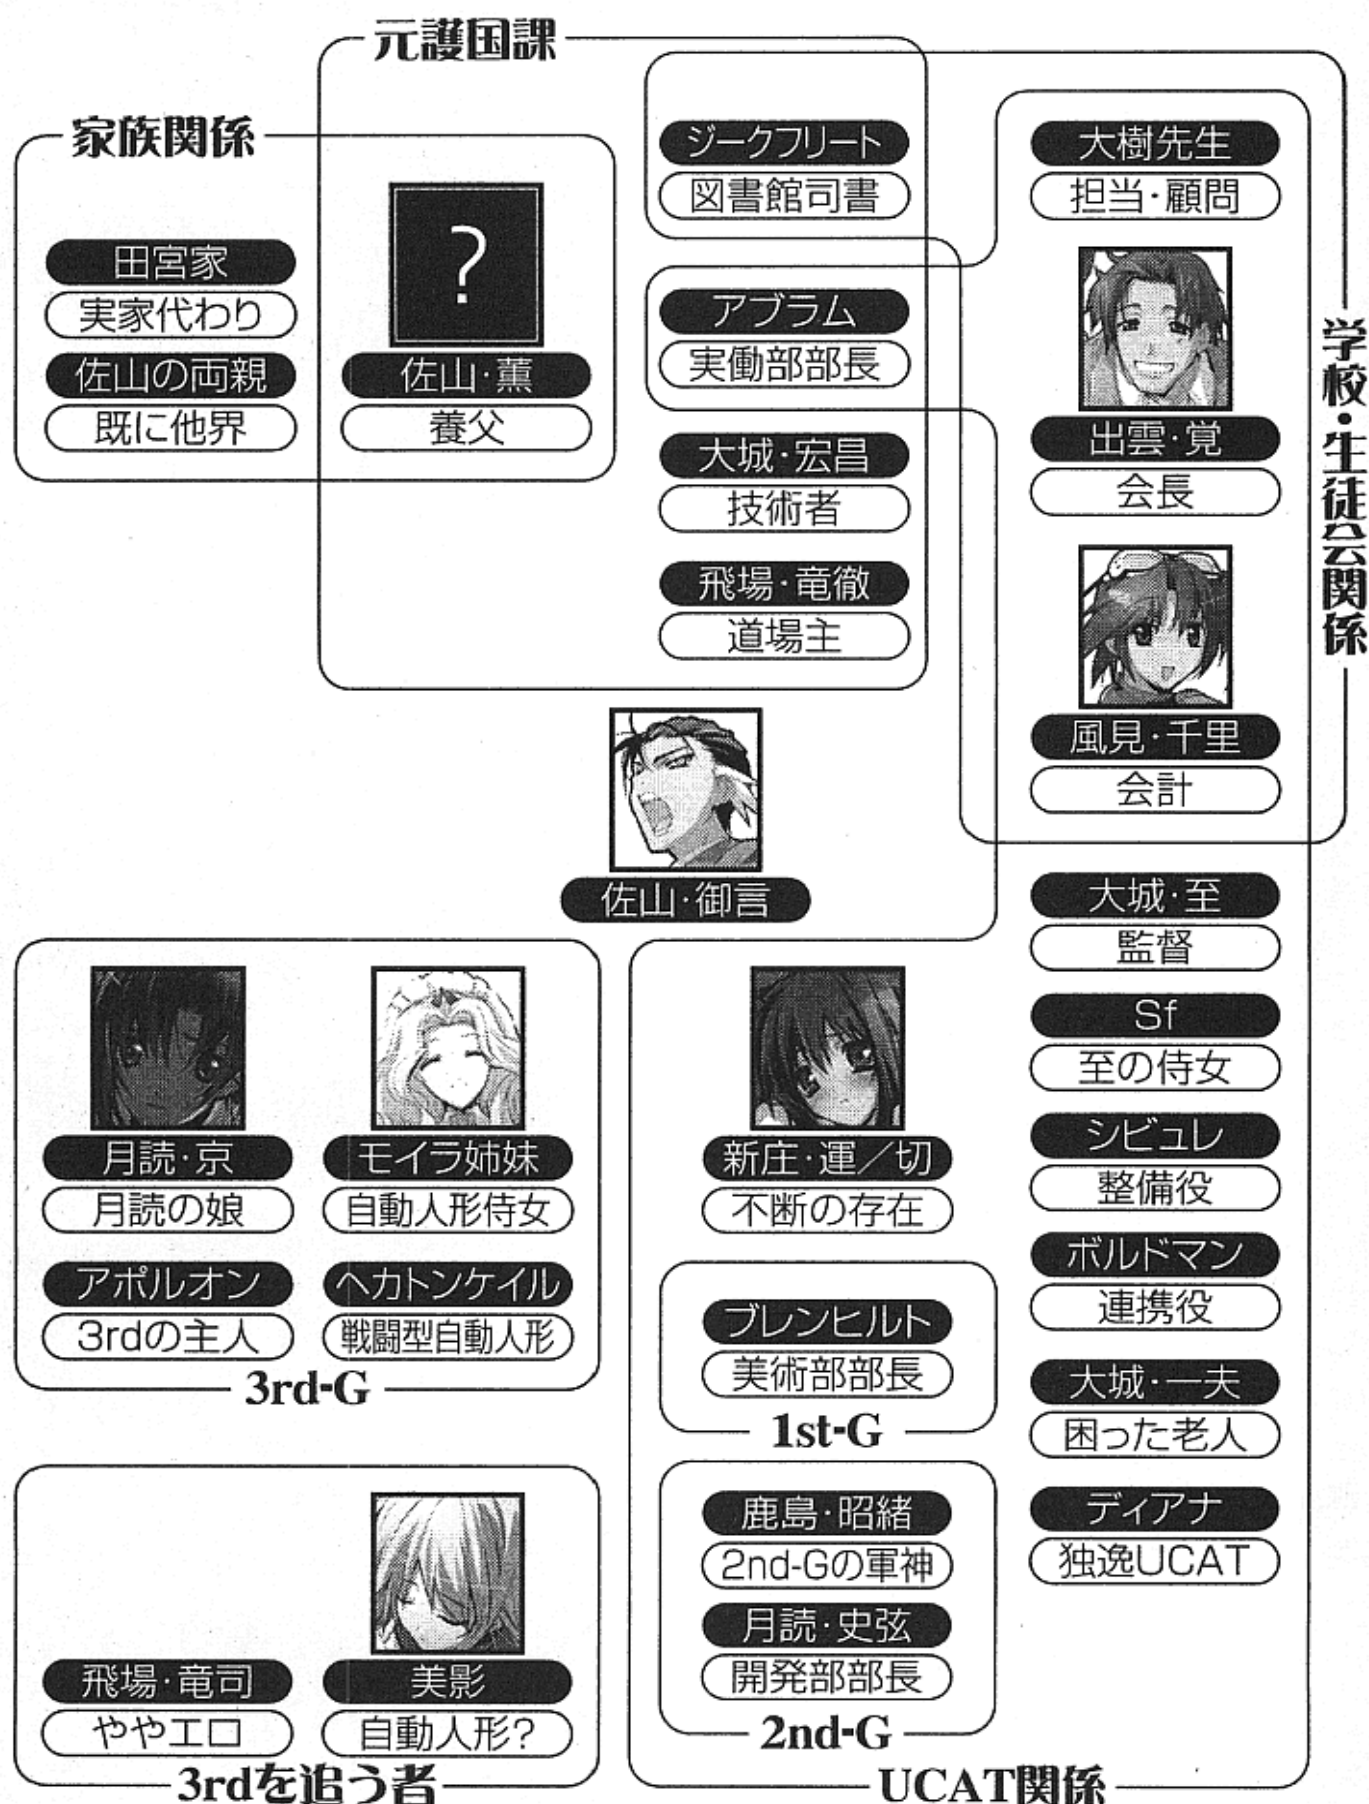 元護国課
家族関係
田宮家
実家代わり
佐山の両親
既に他界
?
佐山・薫
養父
ジークフリート
図書館司書
アブラム
実働部部長
大城・宏昌
技術者
飛場・竜徹
道場主
学校・生徒会関係
大樹先生
担当・顧問
出雲・覚
会長
風見・千里
会計
佐山・御言
月読・京
月読の娘
モイラ姉妹
自動人形侍女
アポルオン
3rdの主人
ヘカトンケイル
戦闘型自動人形
3rd-G
飛場・竜司
ややエロ
美影
自動人形?
3rdを追う者
新庄・運／切
不断の存在
ブレンヒルト
美術部部長
1st-G
鹿島・昭緒
2nd-Gの軍神
月読・史弦
開発部部長
2nd-G
大城・至
監督
Sf
至の侍女
シビュレ
整備役
ボルドマン
連携役
大城・一夫
困った老人
ディアナ
独逸UCAT
UCAT関係